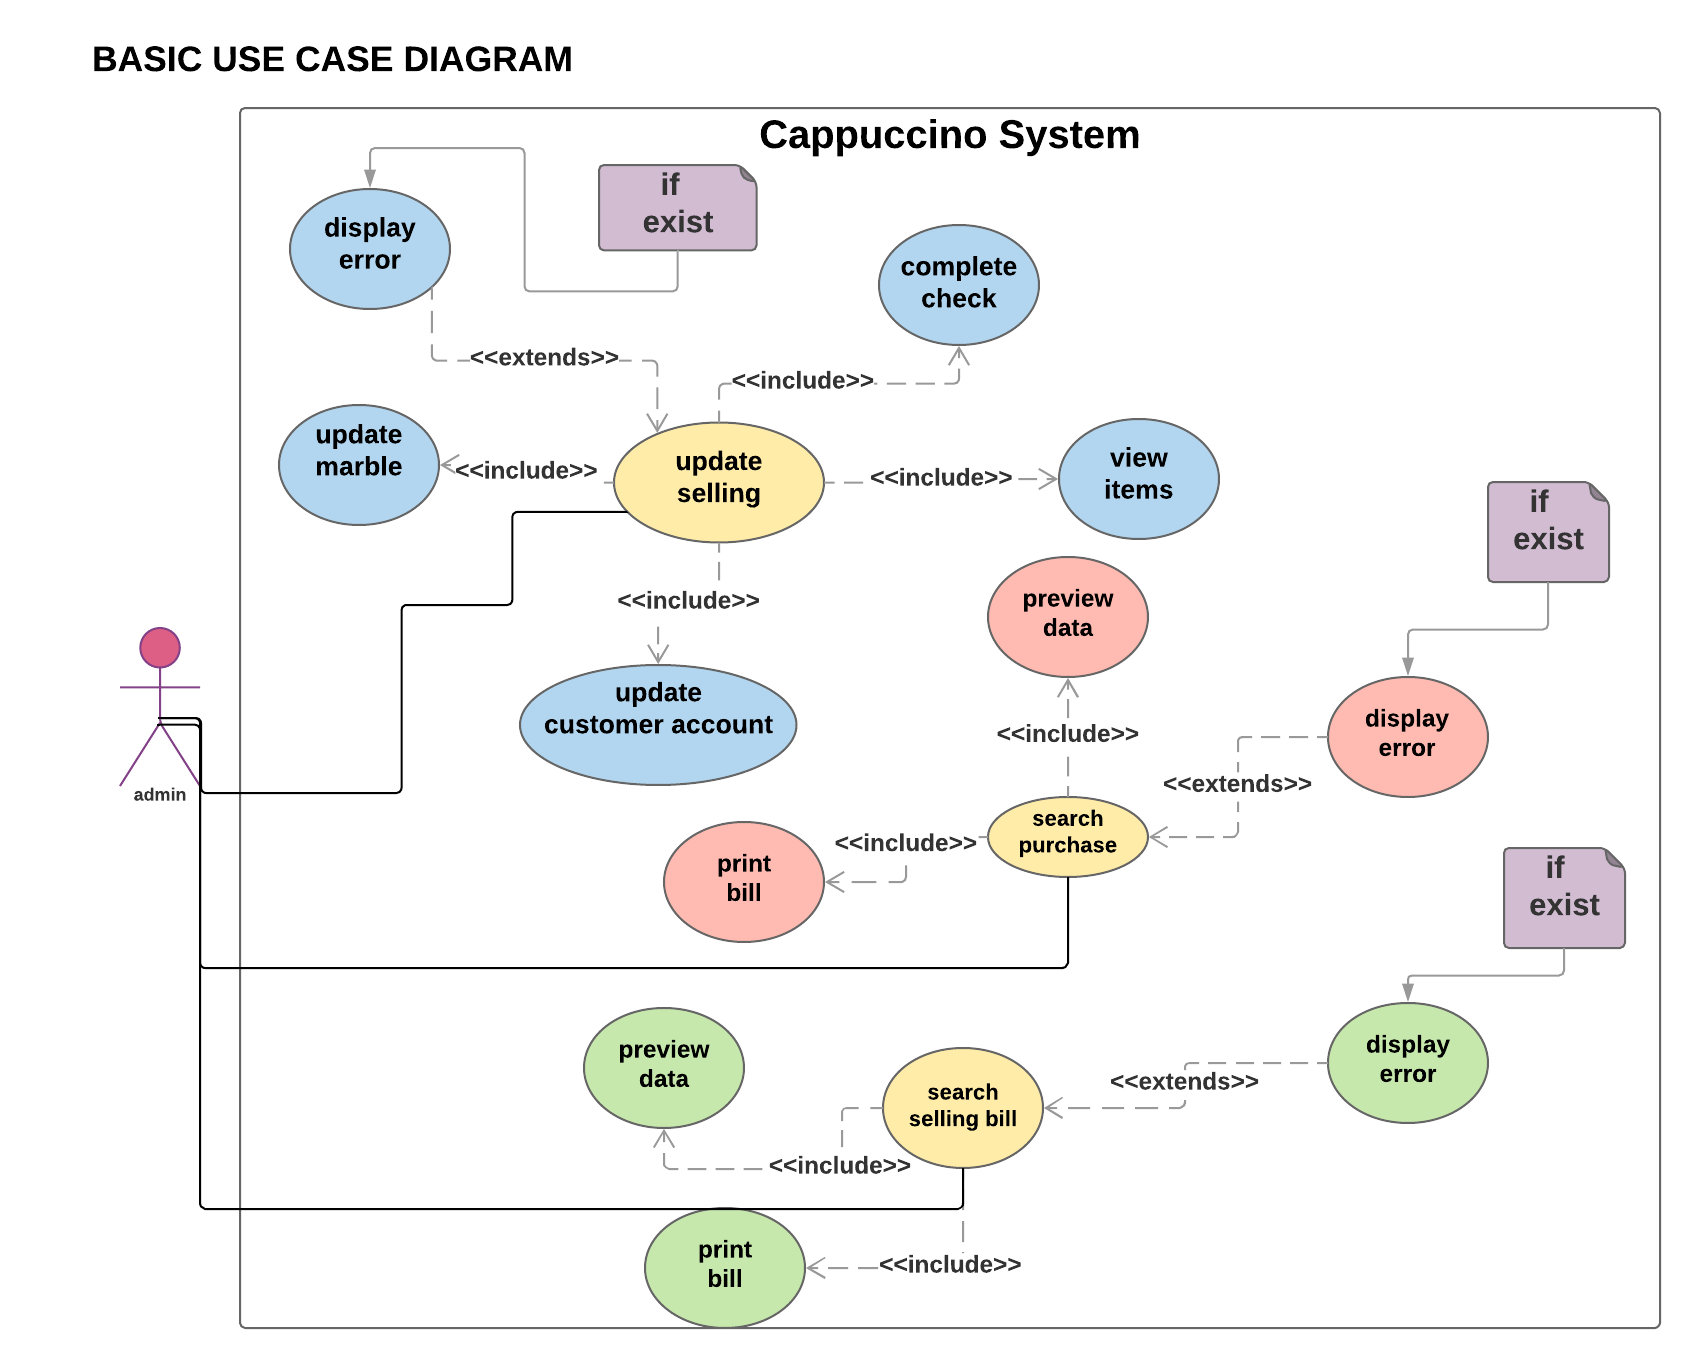 BASIC USE CASE DIAGRAM
Cappuccino System
if
exist
display
error
complete
check
<<extends>>
<<include>>
update
marble
<<include>>
update
selling
<<include>>
view
items
if
exist
<<include>>
preview
data
update
customer account
<<include>>
display
error
<<extends>>
admin
search
purchase
<<include>>
print
bill
if
exist
preview
data
search
selling bill
<<extends>>
display
error
<<include>>
print
bill
<<include>>